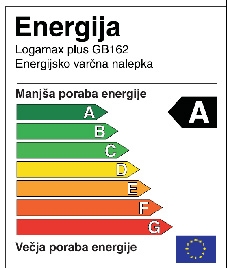 Energija
Logamax plus GB162
Energijsko varčna nalepka
Manjša poraba energije
A
A
B
C
D
E
F
G
Večja poraba energije